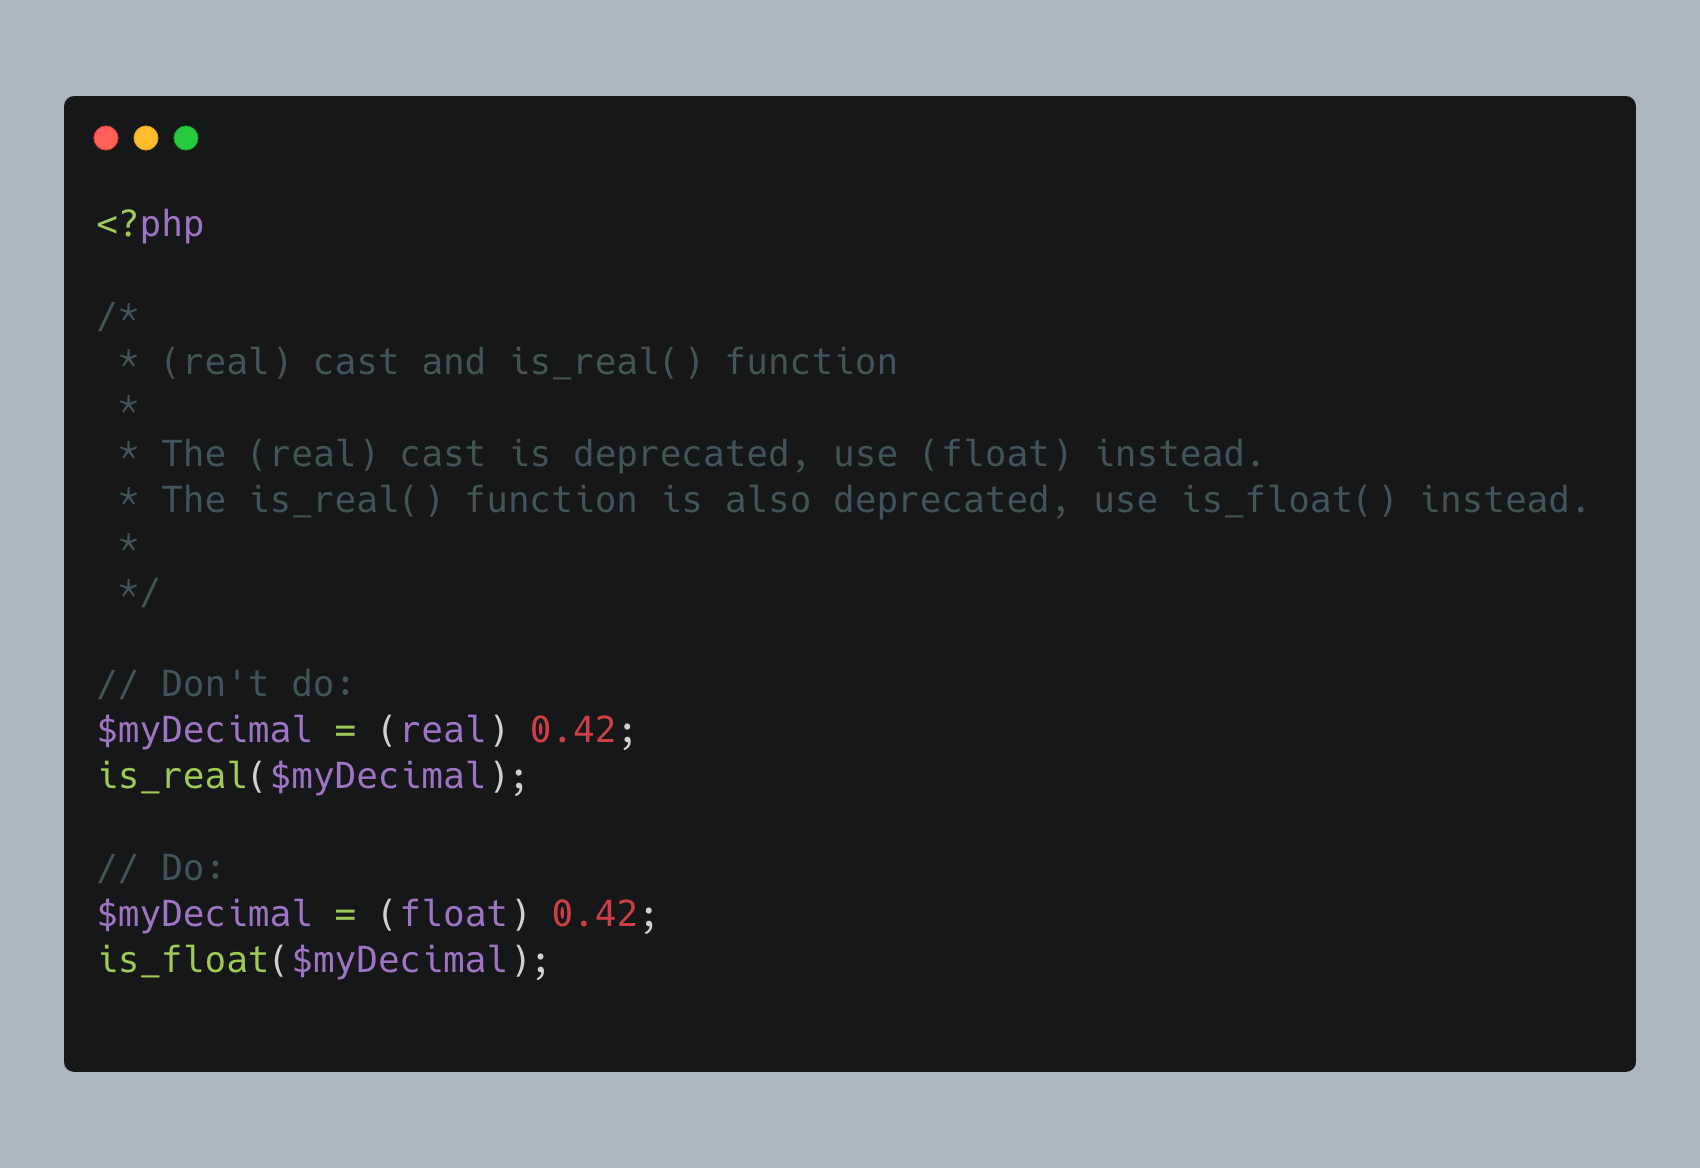 <?php
/*
 * (real) cast and is_real() function
 *
 * The (real) cast is deprecated, use (float) instead.
 * The is_real() function is also deprecated, use is_float() instead.
 *
 */
// Don't do:
$myDecimal = (real) 0.42;
is_real($myDecimal);
// Do:
$myDecimal = (float) 0.42;
is_float($myDecimal);